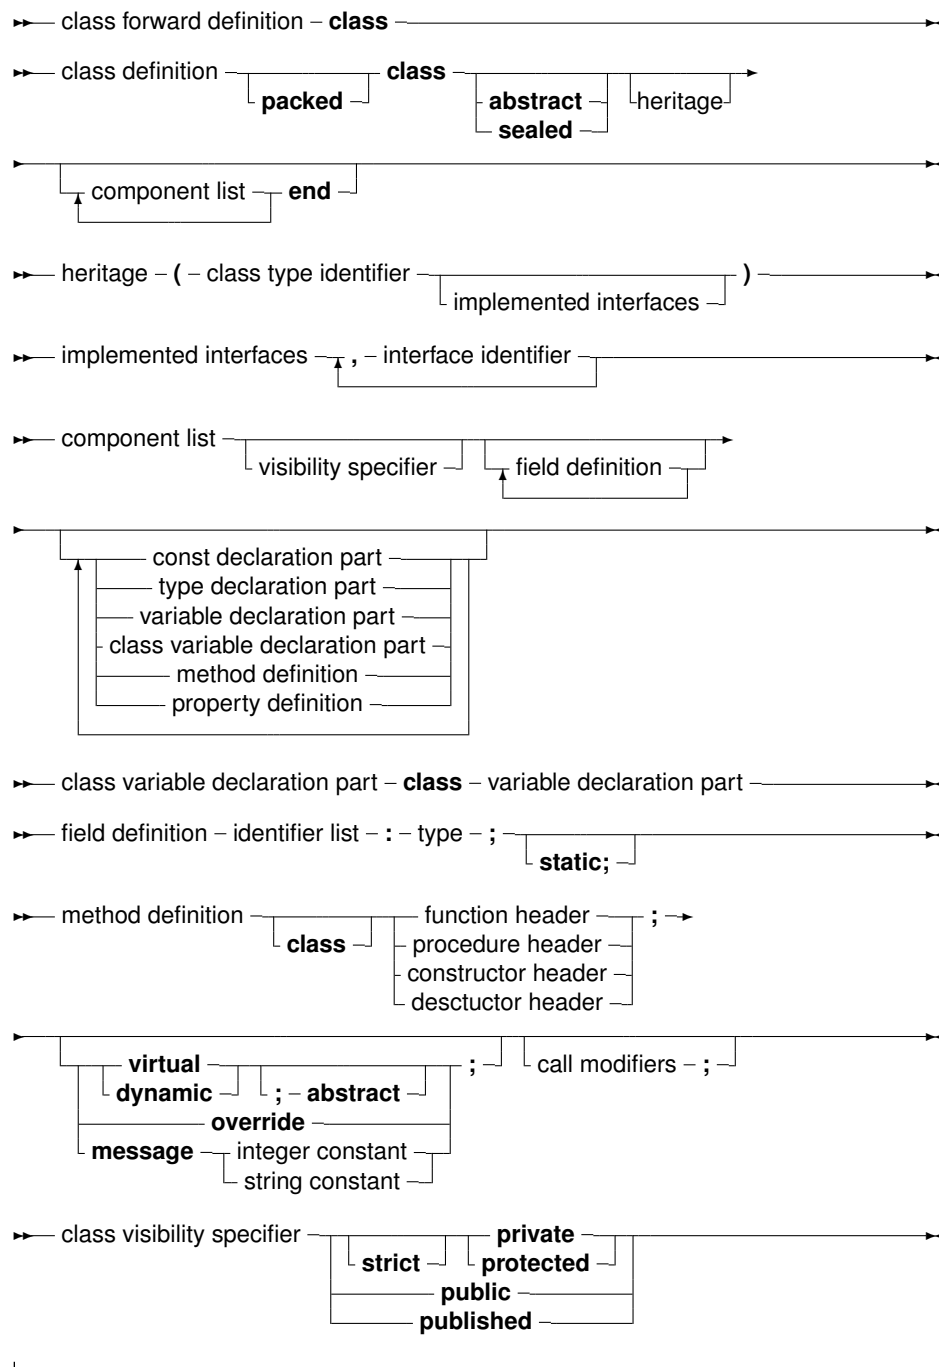 class forward definition – class
class definition class heritage
packed abstract
sealed
component list end
heritage – ( – class type identifier )
implemented interfaces
implemented interfaces , – interface identifier
component list
visibility specifier field definition
const declaration part
type declaration part
variable declaration part
class variable declaration part
method definition
property definition
class variable declaration part – class – variable declaration part
field definition – identifier list – : – type – ;
static;
method definition function header ;
class procedure header
constructor header
desctuctor header
virtual ; call modifiers – ;
dynamic ; – abstract
override
message integer constant
string constant
class visibility specifier private
strict protected
public
published